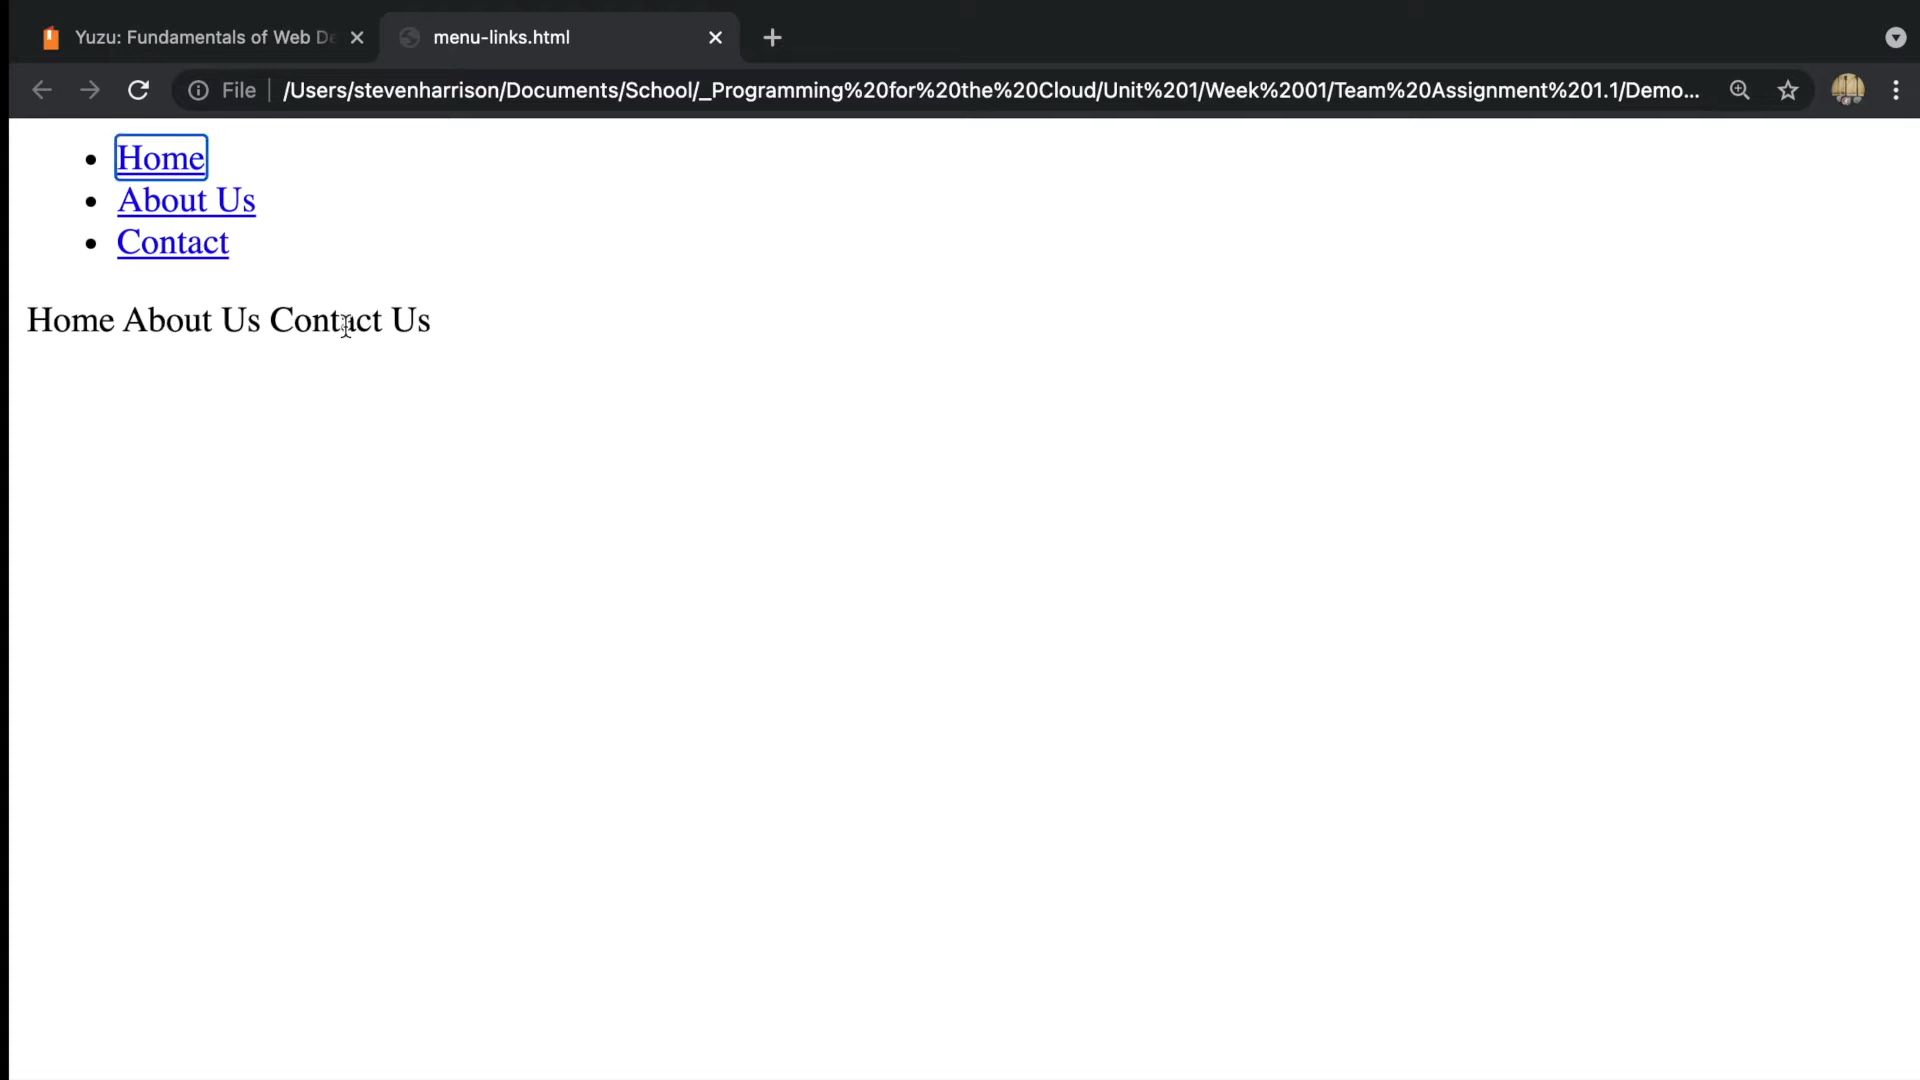 Yuzu: Fundamentals of Web De
menu-links.html
File
/Users/stevenharrison/Documents/School/_Programming%20for%20the%20Cloud/Unit%201/Week%2001/Team%20Assignment%201.1/Demo...
Home
About Us
Contact
Home About Us Contact Us